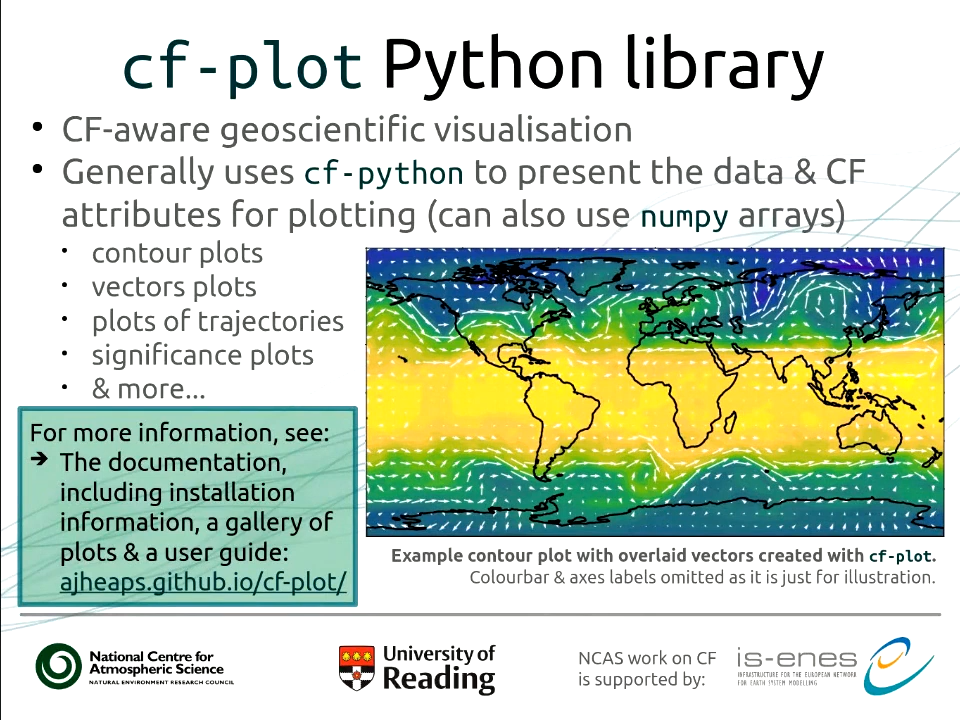 cf-plot Python library
• CF-aware geoscientific visualisation
• Generally uses cf-python to present the data & CF
attributes for plotting (can also use numpy arrays)
• contour plots
• vectors plots
• plots of trajectories
• significance plots
• & more...
For more information, see:
➔ The documentation,
including installation
information, a gallery of
plots & a user guide:
ajheaps.github.io/cf-plot/
Example contour plot with overlaid vectors created with cf-plot.
Colourbar & axes labels omitted as it is just for illustration.
National Centre for
Atmospheric Science
NATURAL ENVIRONMENT RESEARCH COUNCIL
University of
Reading
NCAS work on CF
is supported by:
is-enes
INFRASTRUCTURE FOR THE EUROPEAN NETWORK
FOR EARTH SYSTEM MODELLING